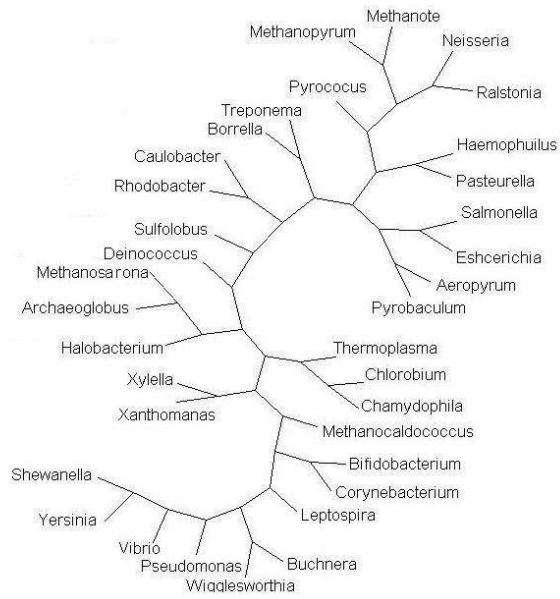 Methanote
Methanopyrum
Neisseria
Pyrococus
Ralstonia
Treponema
Borrella
Haemophuilus
Caulobacter
Pasteurella
Rhodobacter
Salmonella
Sulfolobus
Deinococcus
Eshcerichia
Methanosarona
Aeropyrum
Archaeoglobus
Pyrobaculum
Halobacterium
Thermoplasma
Xylella
Chlorobium
Xanthomanas
Chamydophila
Methanocaldococcus
Bifidobacterium
Shewanella
Corynebacterium
Leptospira
Yersinia
Vibrio
Pseudomonas
Buchnera
Wigglesworthia